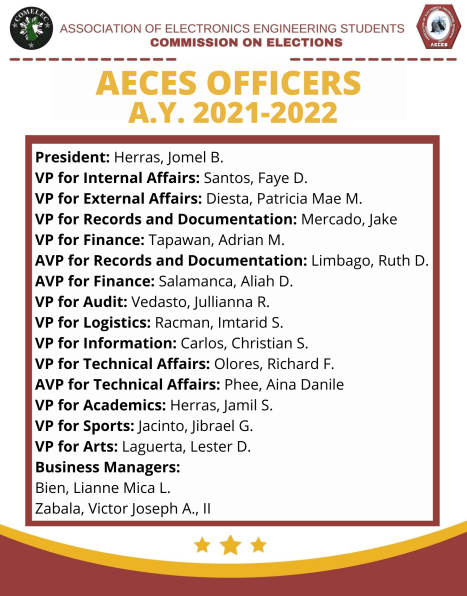 COMELEC
ASSOCIATION OF ELECTRONICS ENGINEERING STUDENTS
COMMISSION ON ELECTIONS
AECES
AECES OFFICERS
A.Y. 2021-2022
President: Herras, Jomel B.
VP for Internal Affairs: Santos, Faye D.
VP for External Affairs: Diesta, Patricia Mae M.
VP for Records and Documentation: Mercado, Jake
VP for Finance: Tapawan, Adrian M.
AVP for Records and Documentation: Limbago, Ruth D.
AVP for Finance: Salamanca, Aliah D.
VP for Audit: Vedasto, Jullianna R.
VP for Logistics: Racman, Imtarid S.
VP for Information: Carlos, Christian S.
VP for Technical Affairs: Olores, Richard F.
AVP for Technical Affairs: Phee, Aina Danile
VP for Academics: Herras, Jamil S.
VP for Sports: Jacinto, Jibrael G.
VP for Arts: Laguerta, Lester D.
Business Managers:
Bien, Lianne Mica L.
Zabala, Victor Joseph A., II